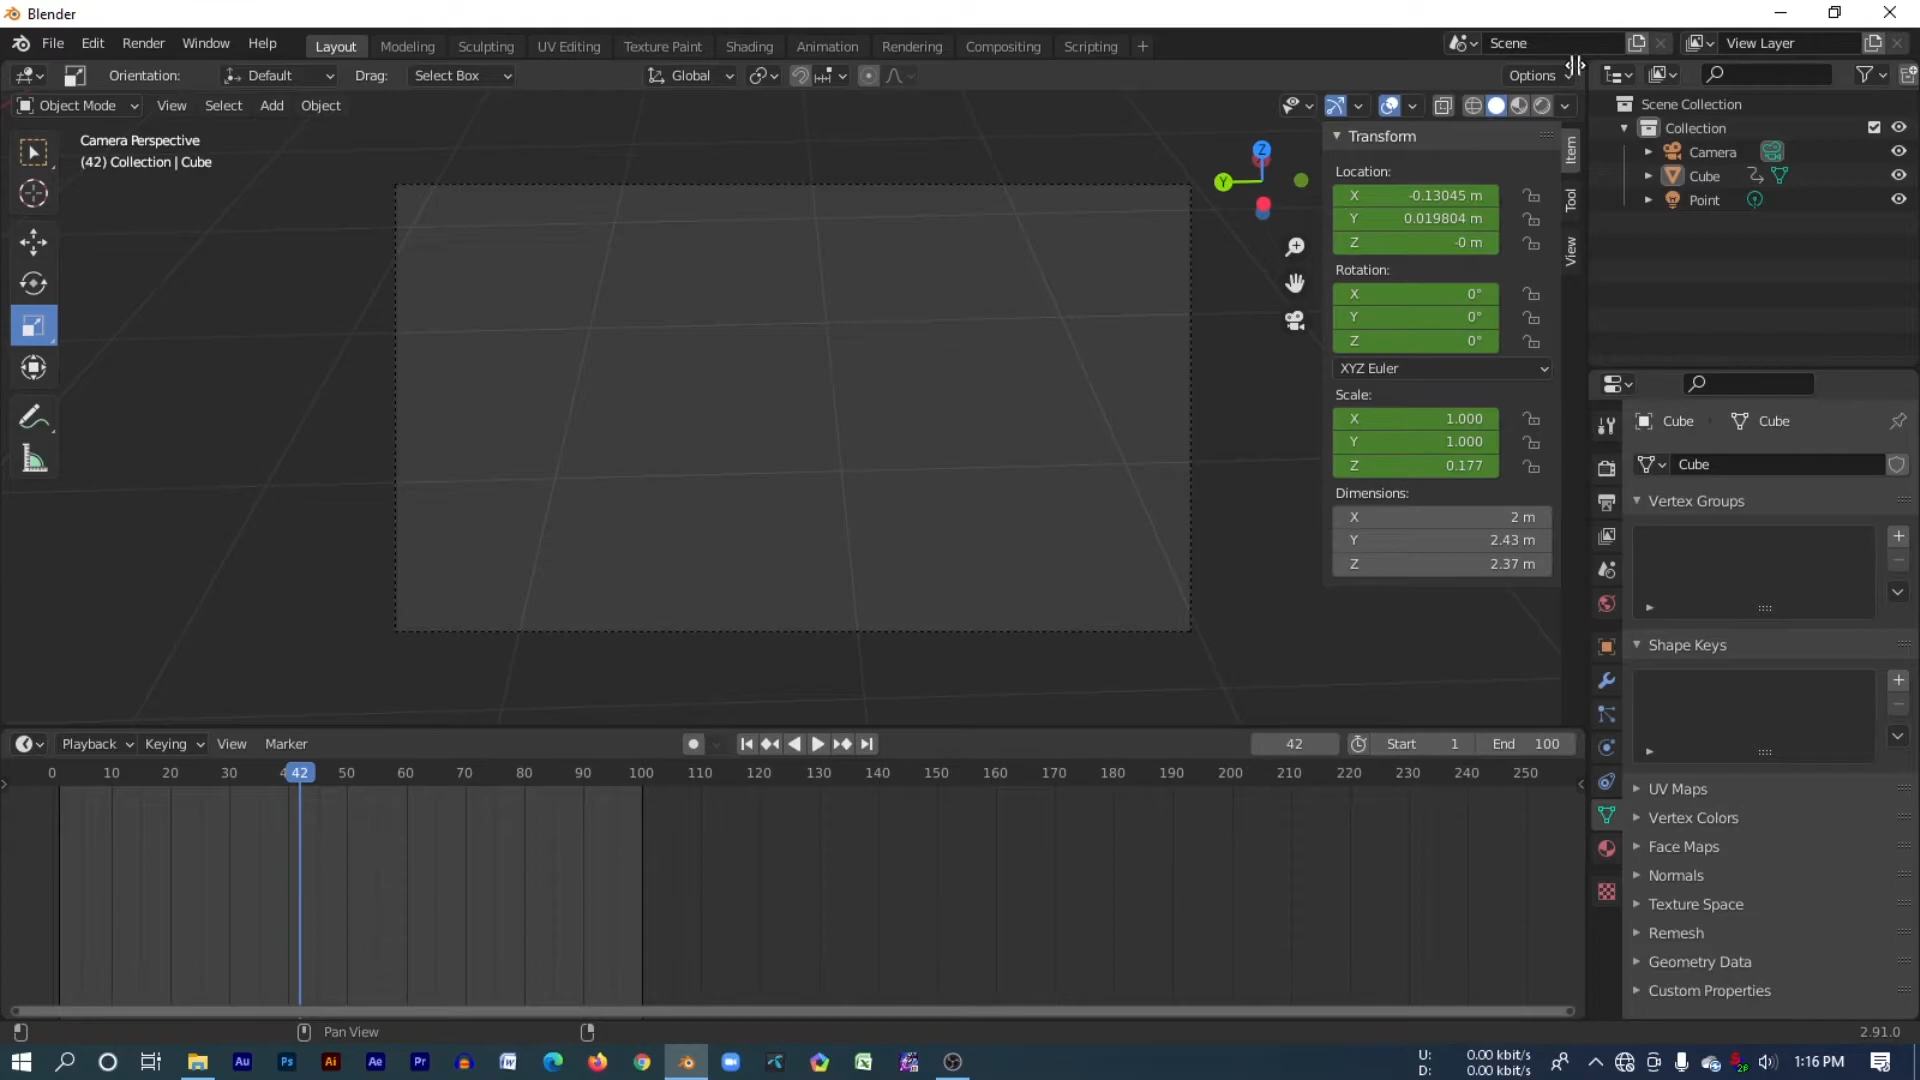 Blender
File Edit Render Window Help Layout Modeling Sculpting UV Editing Texture Paint Shading Animation Rendering Compositing Scripting + Scene View Layer
Orientation: Default Drag: Select Box Global Options
Object Mode View Select Add Object
Camera Perspective
(42) Collection | Cube
Z
Y
Transform
Location:
X -0.13045 m
Y 0.019804 m
Z -0 m
Rotation:
X 0°
Y 0°
Z 0°
XYZ Euler
Scale:
X 1.000
Y 1.000
Z 0.177
Dimensions:
X 2 m
Y 2.43 m
Z 2.37 m
Item
Tool
View
Scene Collection
Collection
Camera
Cube
Point
Cube Cube
Cube
Vertex Groups
Shape Keys
UV Maps
Vertex Colors
Face Maps
Normals
Texture Space
Remesh
Geometry Data
Custom Properties
Playback Keying View Marker 42 Start 1 End 100
0 10 20 30 42 50 60 70 80 90 100 110 120 130 140 150 160 170 180 190 200 210 220 230 240 250
Pan View 2.91.0
Au Ps Ai Ae Pr
U: 0.00 kbit/s
D: 0.00 kbit/s
1:16 PM